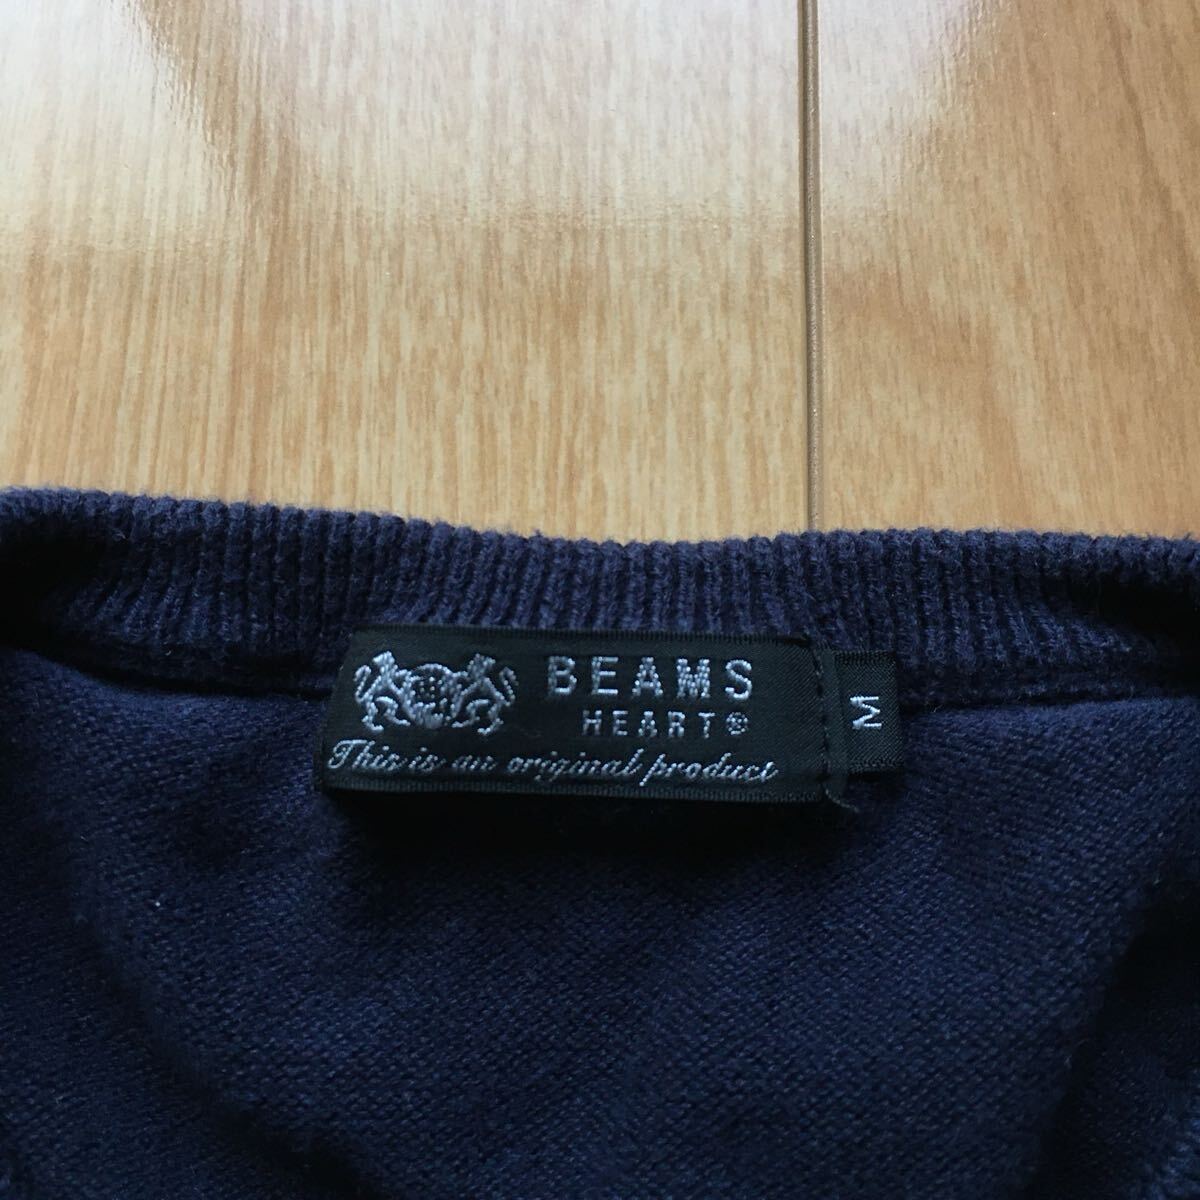 BEAMS
HEART®
This is an original product
M